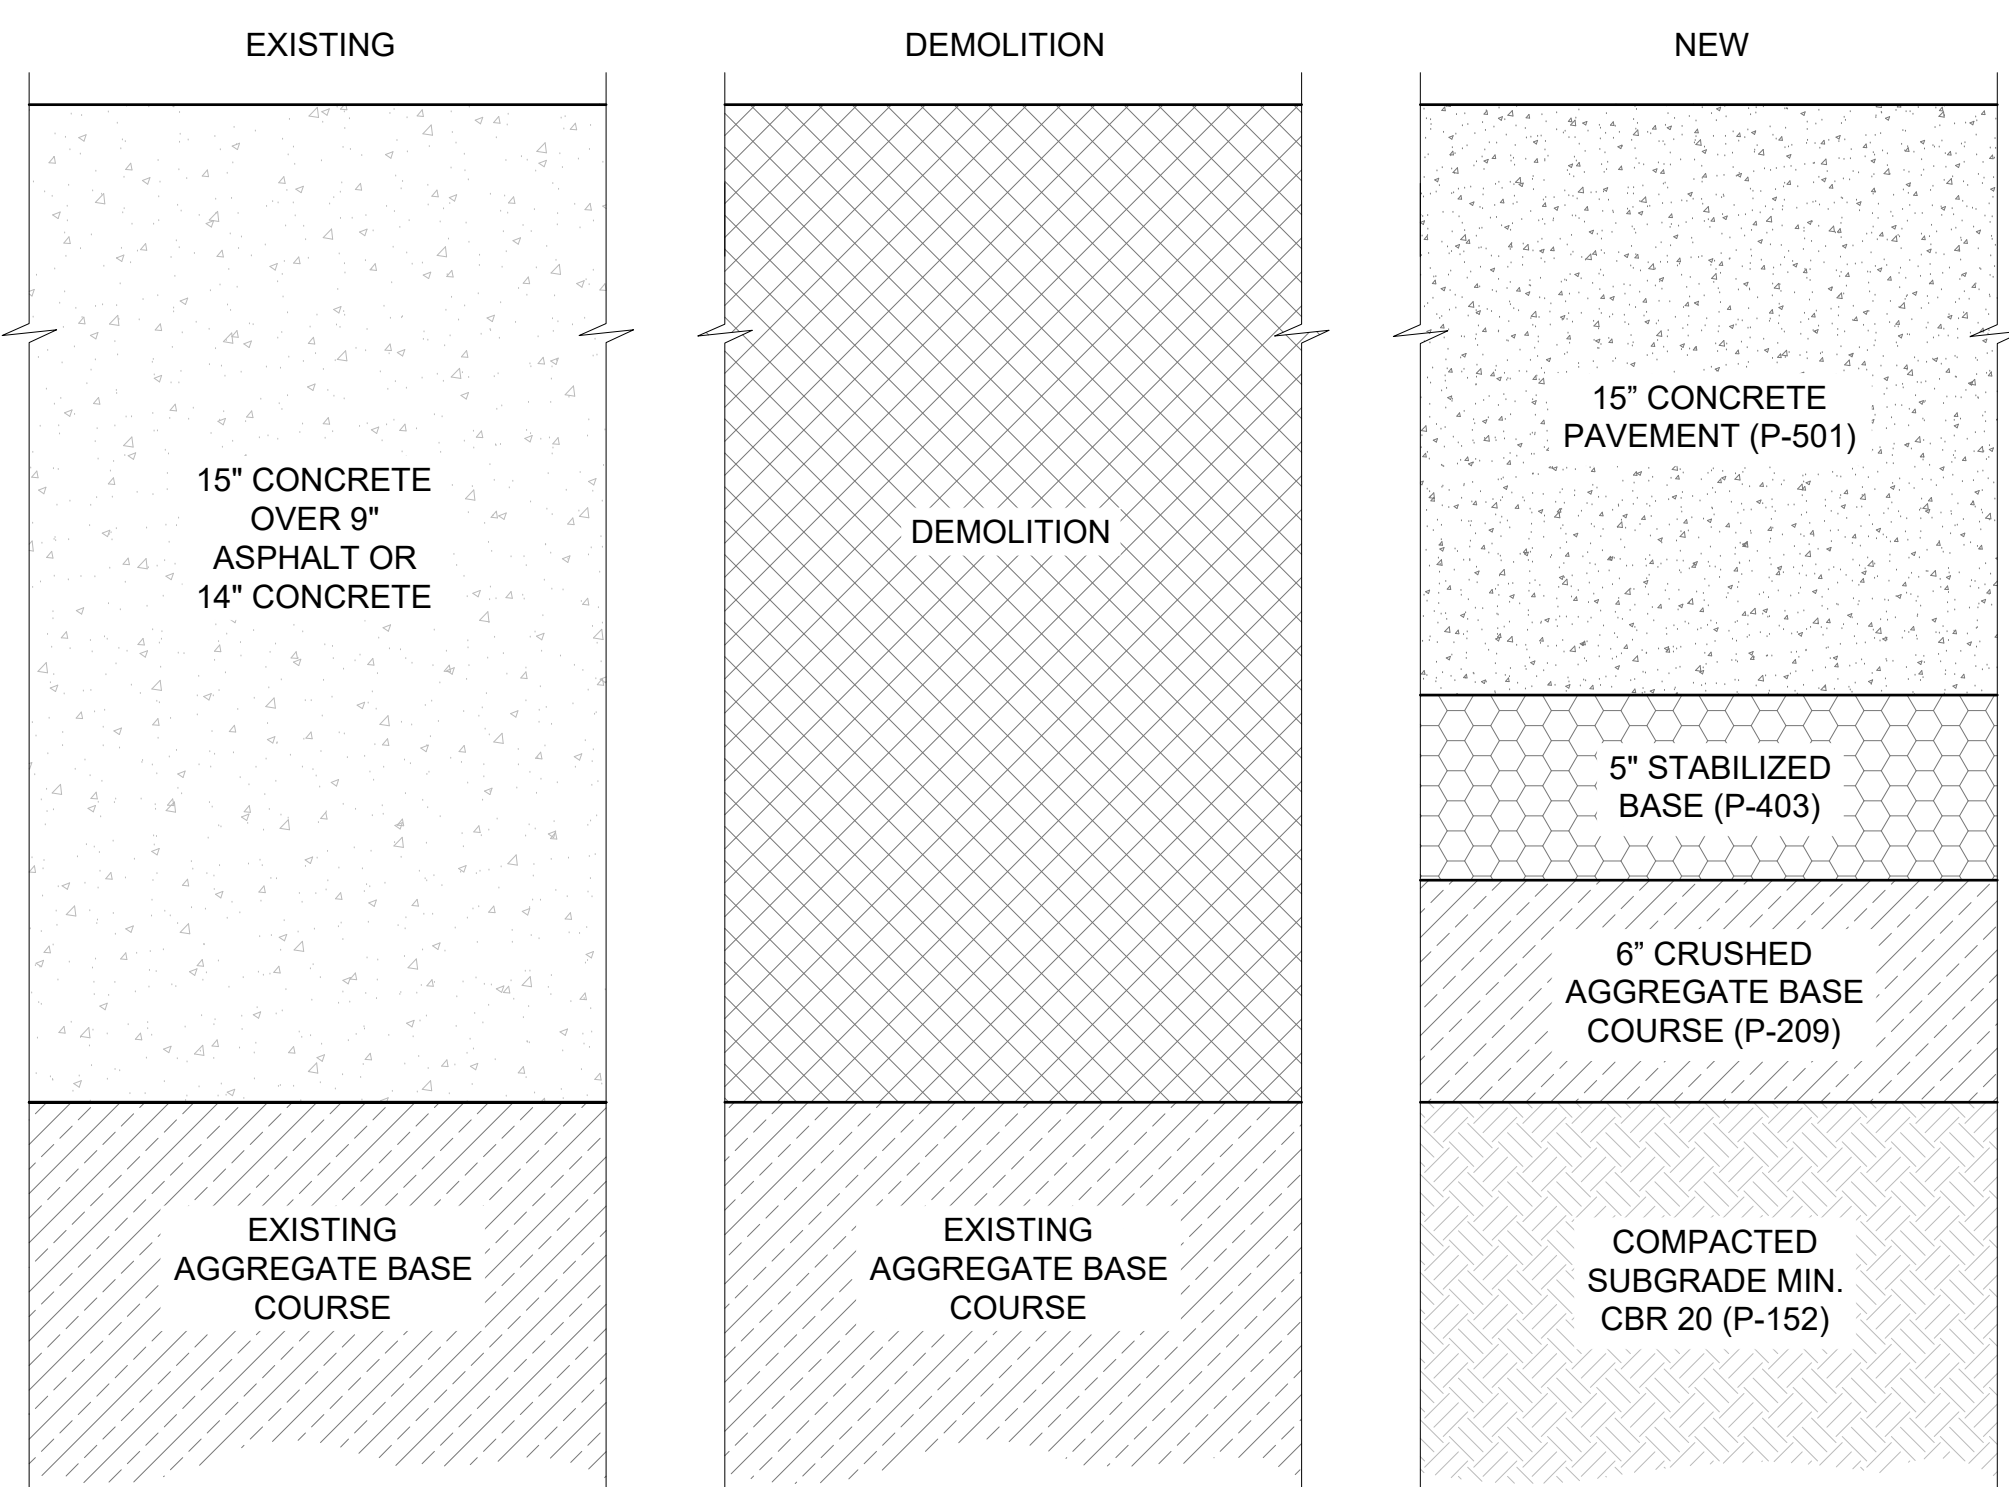 EXISTING
15" CONCRETE
OVER 9"
ASPHALT OR
14" CONCRETE
EXISTING
AGGREGATE BASE
COURSE
DEMOLITION
DEMOLITION
EXISTING
AGGREGATE BASE
COURSE
NEW
15” CONCRETE
PAVEMENT (P-501)
5" STABILIZED
BASE (P-403)
6” CRUSHED
AGGREGATE BASE
COURSE (P-209)
COMPACTED
SUBGRADE MIN.
CBR 20 (P-152)